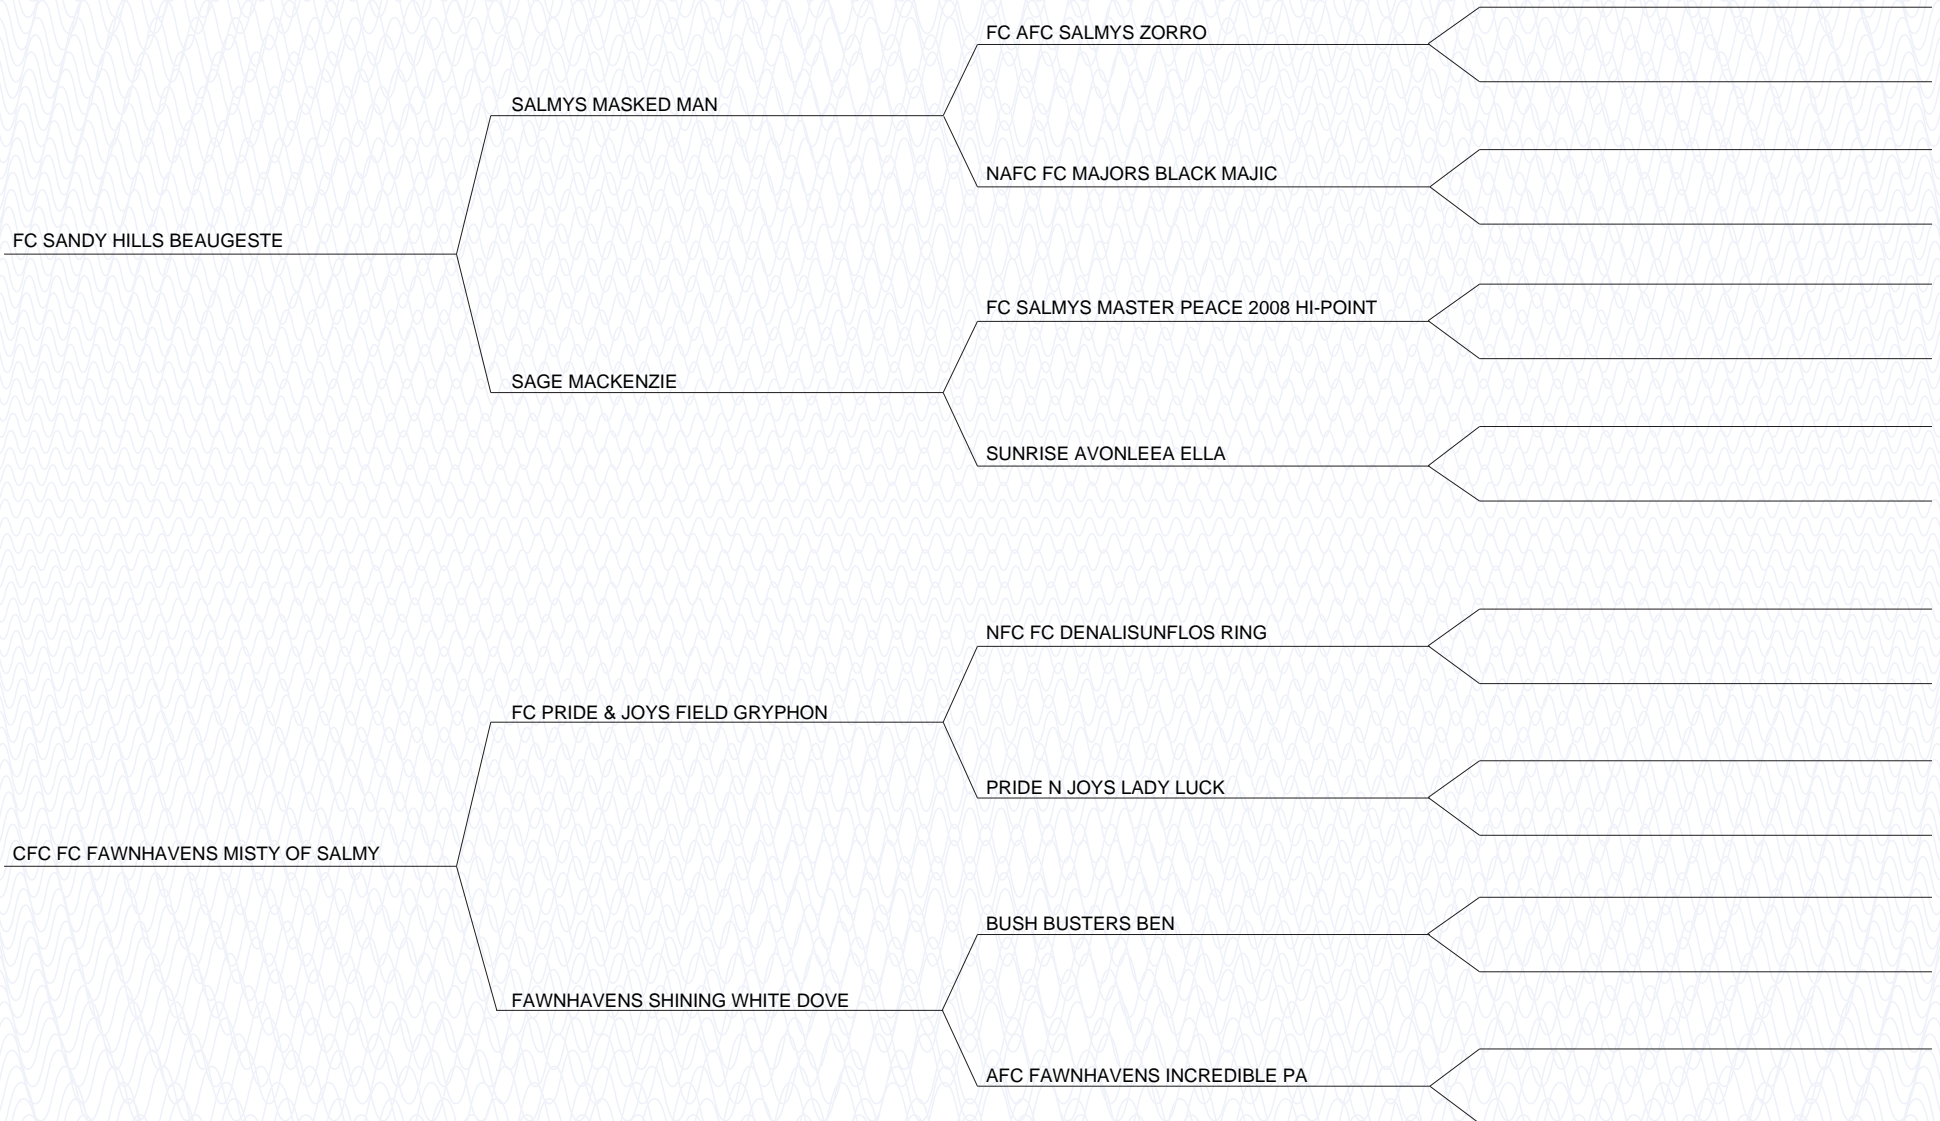 FC AFC SALMYS ZORRO
SALMYS MASKED MAN
NAFC FC MAJORS BLACK MAJIC
FC SANDY HILLS BEAUGESTE
FC SALMYS MASTER PEACE 2008 HI-POINT
SAGE MACKENZIE
SUNRISE AVONLEEA ELLA
NFC FC DENALISUNFLOS RING
FC PRIDE & JOYS FIELD GRYPHON
PRIDE N JOYS LADY LUCK
CFC FC FAWNHAVENS MISTY OF SALMY
BUSH BUSTERS BEN
FAWNHAVENS SHINING WHITE DOVE
AFC FAWNHAVENS INCREDIBLE PA